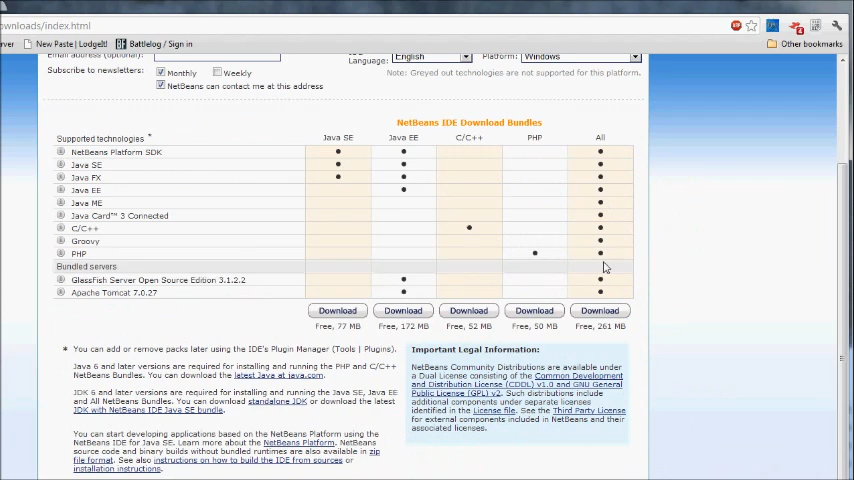 ownloads/index.html
erver New Paste | LodgeIt! Battlelog / Sign in Other bookmarks
Email address (optional):
Language: English Platform: Windows
Subscribe to newsletters: Monthly Weekly
Note: Greyed out technologies are not supported for this platform.
NetBeans can contact me at this address
NetBeans IDE Download Bundles
Supported technologies * Java SE Java EE C/C++ PHP All
NetBeans Platform SDK
Java SE
Java FX
Java EE
Java ME
Java Card™ 3 Connected
C/C++
Groovy
PHP
Bundled servers
GlassFish Server Open Source Edition 3.1.2.2
Apache Tomcat 7.0.27
Download Download Download Download Download
Free, 77 MB Free, 172 MB Free, 52 MB Free, 50 MB Free, 261 MB
* You can add or remove packs later using the IDE's Plugin Manager (Tools | Plugins).
Java 6 and later versions are required for installing and running the PHP and C/C++
NetBeans Bundles. You can download the latest Java at java.com.
JDK 6 and later versions are required for installing and running the Java SE, Java EE
and All NetBeans Bundles. You can download standalone JDK or download the latest
JDK with NetBeans IDE Java SE bundle.
You can start developing applications based on the NetBeans Platform using the
NetBeans IDE for Java SE. Learn more about the NetBeans Platform. NetBeans
source code and binary builds without bundled runtimes are also available in zip
file format. See also instructions on how to build the IDE from sources or
installation instructions.
Important Legal Information:
NetBeans Community Distributions are available under
a Dual License consisting of the Common Development
and Distribution License (CDDL) v1.0 and GNU General
Public License (GPL) v2. Such distributions include
additional components under separate licenses
identified in the License file. See the Third Party License
for external components included in NetBeans and their
associated licenses.